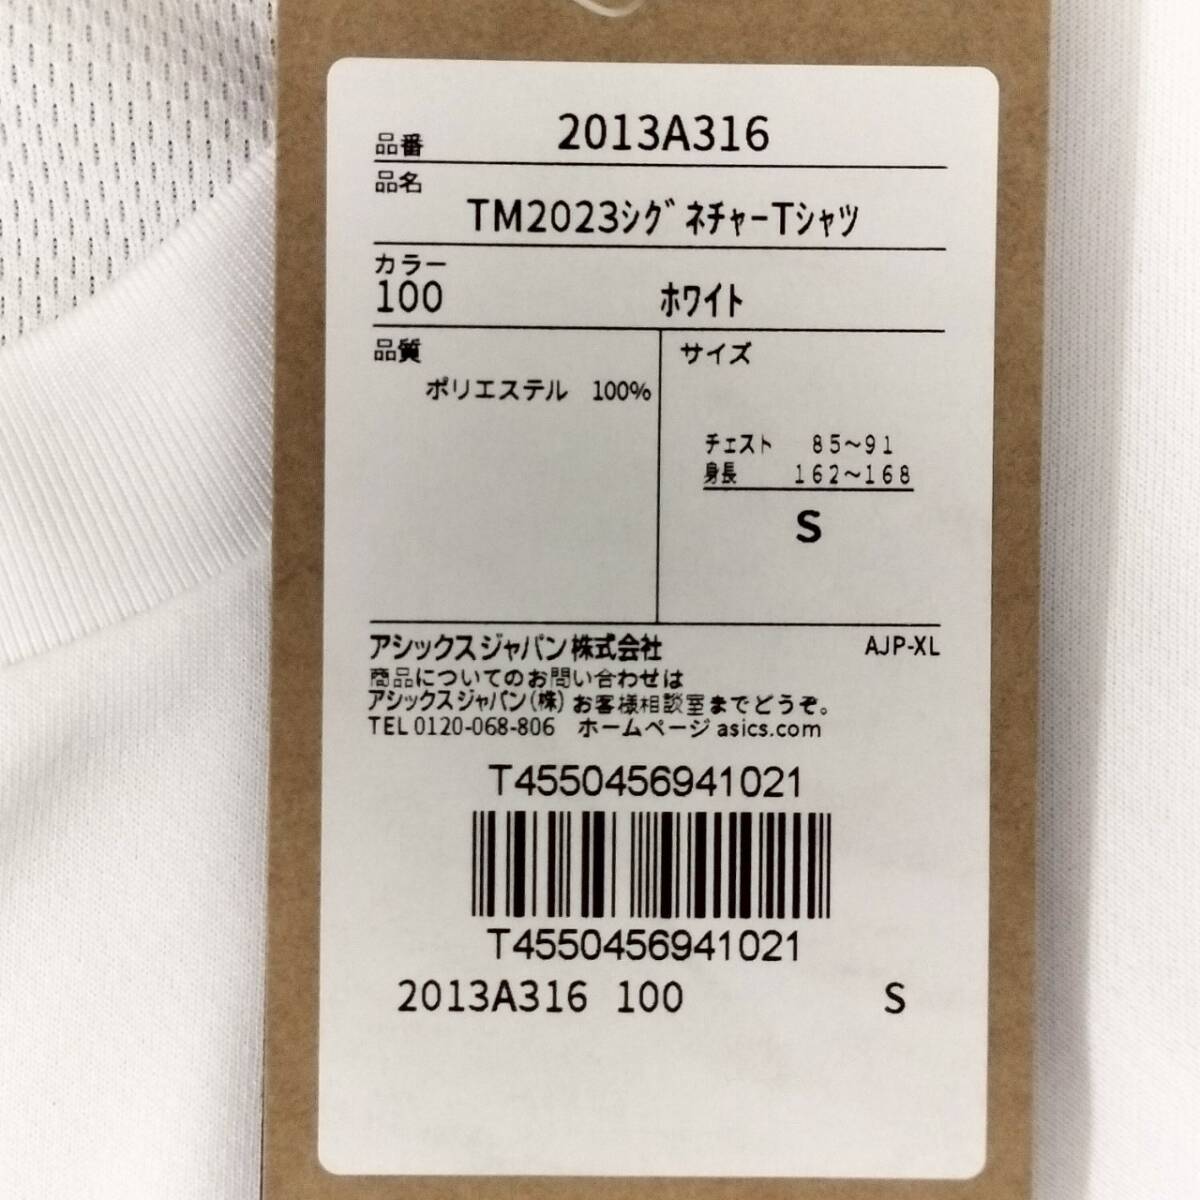 品番 2013A316
品名
TM2023ｼｸﾞﾈﾁｬｰTｼｬﾂ
カラー
100 ﾎﾜｲﾄ
品質 サイズ
ポリエステル 100%
ﾁｪｽﾄ 85～91
身長 162～168
S
アシックスジャパン株式会社 AJP-XL
商品についてのお問い合わせは
アシックスジャパン(株)お客様相談室までどうぞ。
TEL 0120-068-806 ホームページ asics.com
T4550456941021
T4550456941021
2013A316 100 S